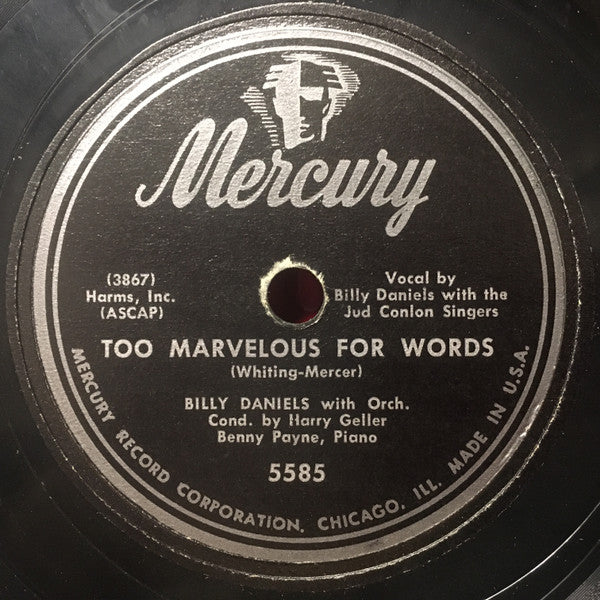 Mercury
(3867)
Harms, Inc.
(ASCAP)
Vocal by
Billy Daniels with the
Jud Conlon Singers
TOO MARVELOUS FOR WORDS
(Whiting-Mercer)
BILLY DANIELS with Orch.
Cond. by Harry Geller
Benny Payne, Piano
5585
MERCURY RECORD CORPORATION, CHICAGO, ILL. MADE IN U.S.A.